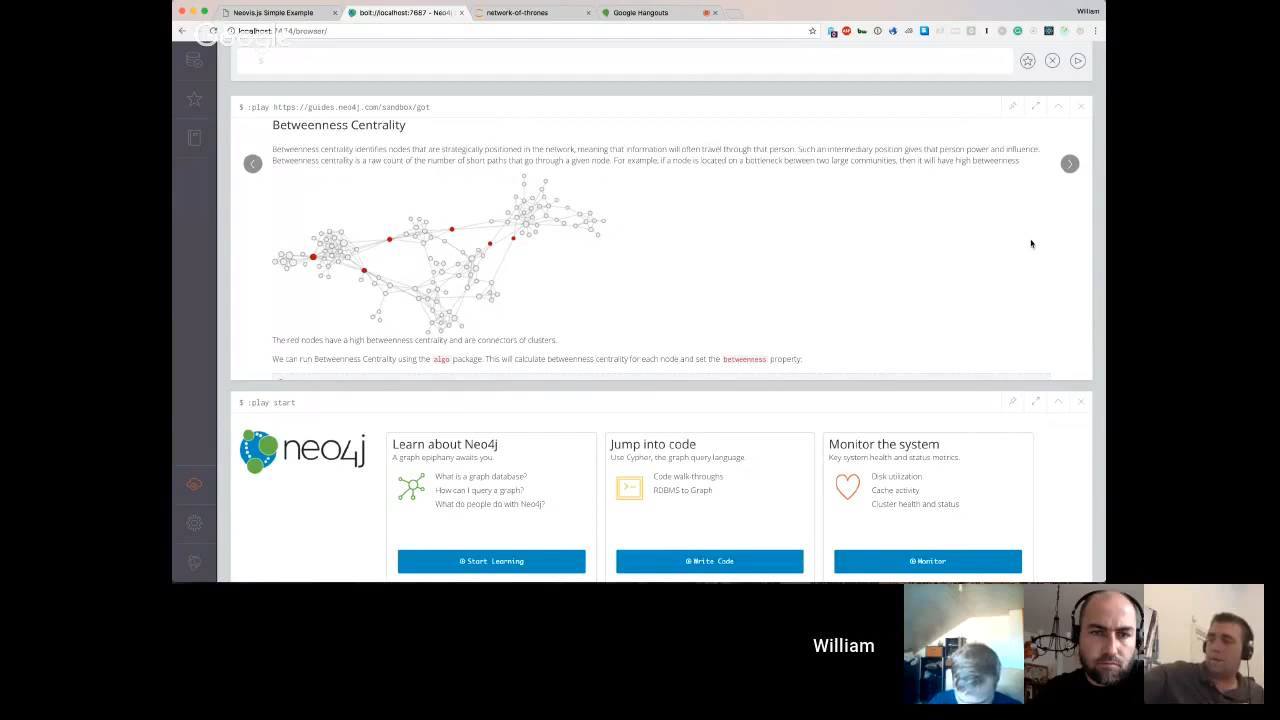 Neovis.js Simple Example
bolt://localhost:7687 - Neo4j
network-of-thrones
Google Hangouts
William
localhost:7474/browser/
Google
$
$ :play https://guides.neo4j.com/sandbox/got
Betweenness Centrality
Betweenness centrality identifies nodes that are strategically positioned in the network, meaning that information will often travel through that person. Such an intermediary position gives that person power and influence.
Betweenness centrality is a raw count of the number of short paths that go through a given node. For example, if a node is located on a bottleneck between two large communities, then it will have high betweenness
The red nodes have a high betweenness centrality and are connectors of clusters.
We can run Betweenness Centrality using the algo package. This will calculate betweenness centrality for each node and set the betweenness property:
$ :play start
neo4j
Learn about Neo4j
A graph epiphany awaits you.
What is a graph database?
How can I query a graph?
What do people do with Neo4j?
Start Learning
Jump into code
Use Cypher, the graph query language.
Code walk-throughs
RDBMS to Graph
Write Code
Monitor the system
Key system health and status metrics.
Disk utilization
Cache activity
Cluster health and status
Monitor
William